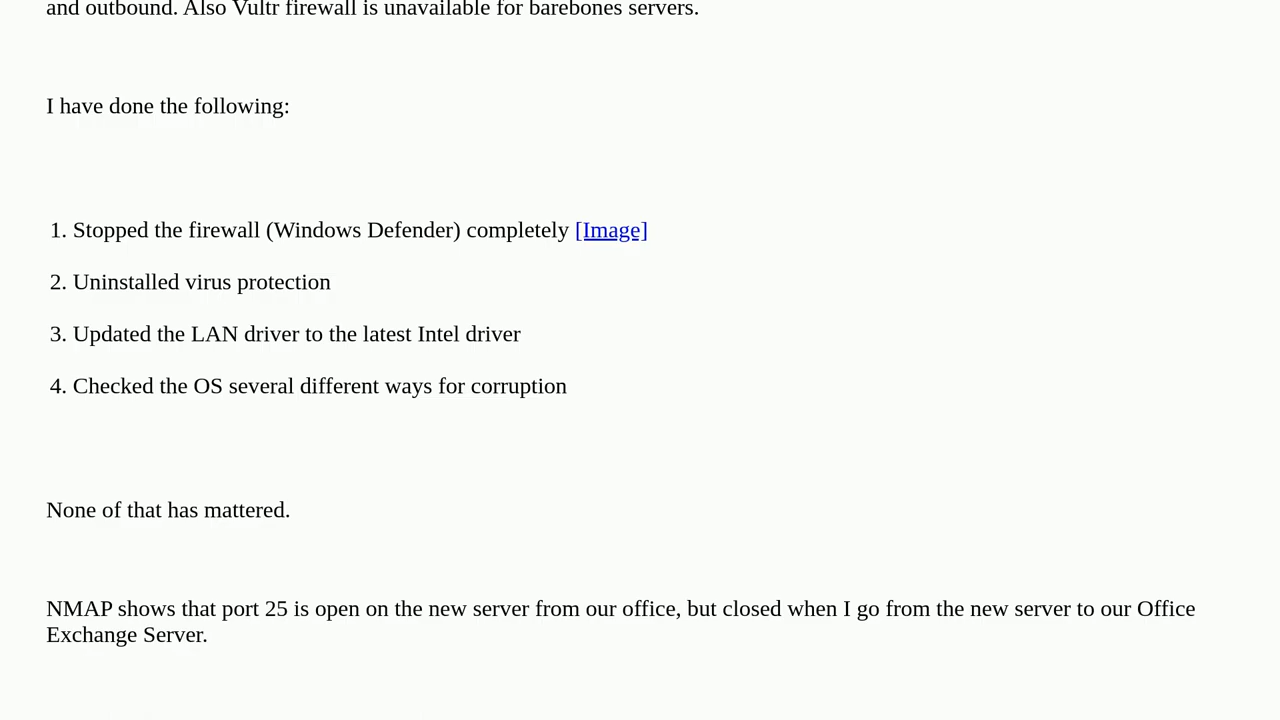 and outbound. Also Vultr firewall is unavailable for barebones servers.
I have done the following:
1. Stopped the firewall (Windows Defender) completely [Image]
2. Uninstalled virus protection
3. Updated the LAN driver to the latest Intel driver
4. Checked the OS several different ways for corruption
None of that has mattered.
NMAP shows that port 25 is open on the new server from our office, but closed when I go from the new server to our Office
Exchange Server.